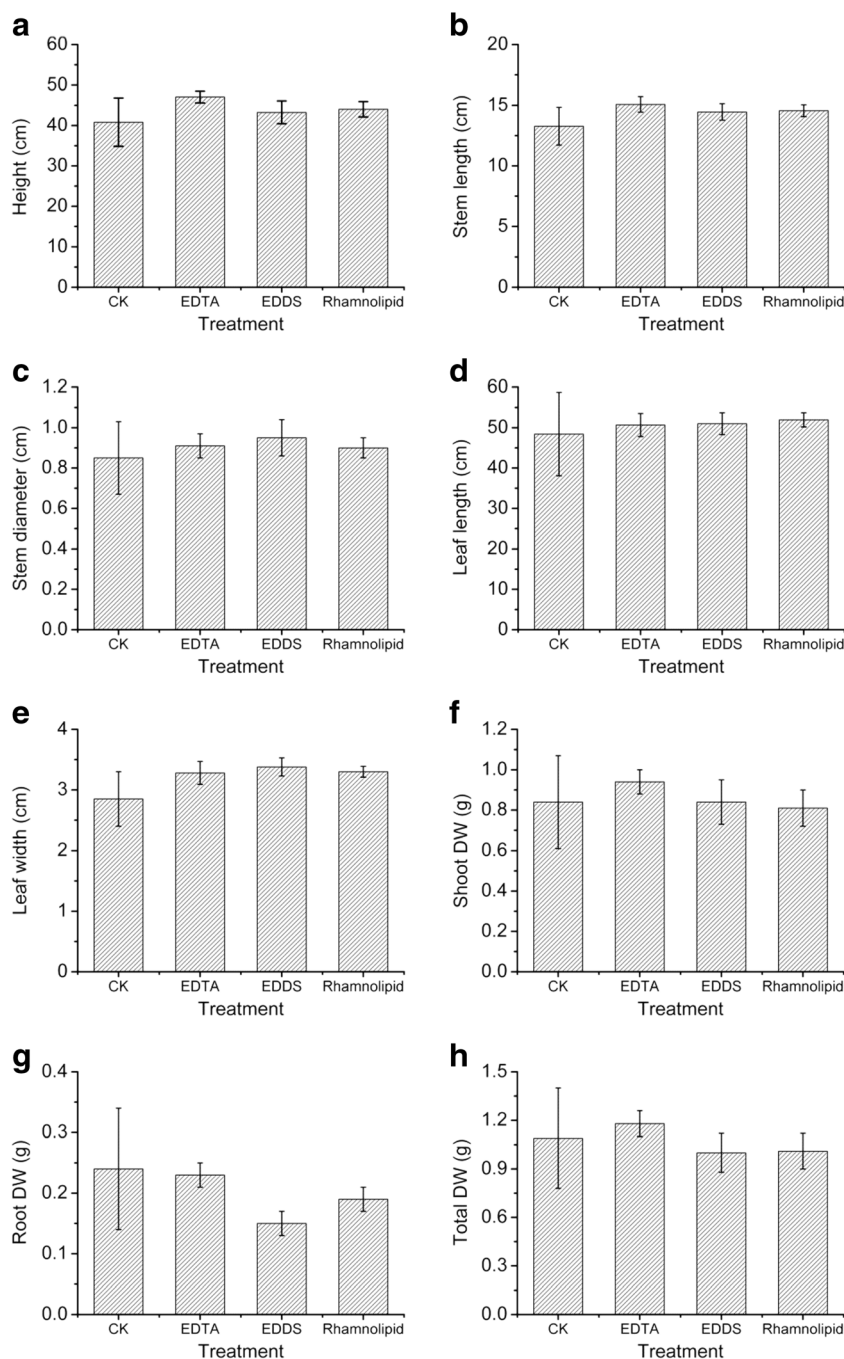 a
60
50
40
30
20
10
0
Height (cm)
CK EDTA EDDS Rhamnolipid
Treatment
b
20
15
10
5
0
Stem length (cm)
CK EDTA EDDS Rhamnolipid
Treatment
c
1.2
1.0
0.8
0.6
0.4
0.2
0.0
Stem diameter (cm)
CK EDTA EDDS Rhamnolipid
Treatment
d
60
50
40
30
20
10
0
Leaf length (cm)
CK EDTA EDDS Rhamnolipid
Treatment
e
4
3
2
1
0
Leaf width (cm)
CK EDTA EDDS Rhamnolipid
Treatment
f
1.2
1.0
0.8
0.6
0.4
0.2
0.0
Shoot DW (g)
CK EDTA EDDS Rhamnolipid
Treatment
g
0.4
0.3
0.2
0.1
0.0
Root DW (g)
CK EDTA EDDS Rhamnolipid
Treatment
h
1.5
1.2
0.9
0.6
0.3
0.0
Total DW (g)
CK EDTA EDDS Rhamnolipid
Treatment